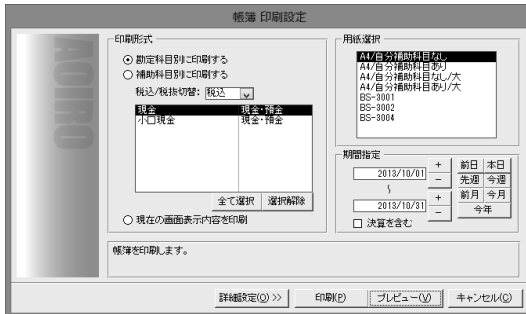 帳簿 印刷設定
AOIRO
印刷形式
勘定科目別に印刷する
補助科目別に印刷する
税込/税抜切替: 税込
現金 現金・預金
小口現金 現金・預金
全て選択 選択解除
現在の画面表示内容を印刷
用紙選択
A4/自分補助科目なし
A4/自分補助科目あり
A4/自分補助科目なし/大
A4/自分補助科目あり/大
BS-3001
BS-3002
BS-3004
期間指定
2013/10/01 + -
～
2013/10/31 + -
前日 本日
先週 今週
前月 今月
今年
決算を含む
帳簿を印刷します。
詳細設定(O) >> 印刷(P) プレビュー(V) キャンセル(C)